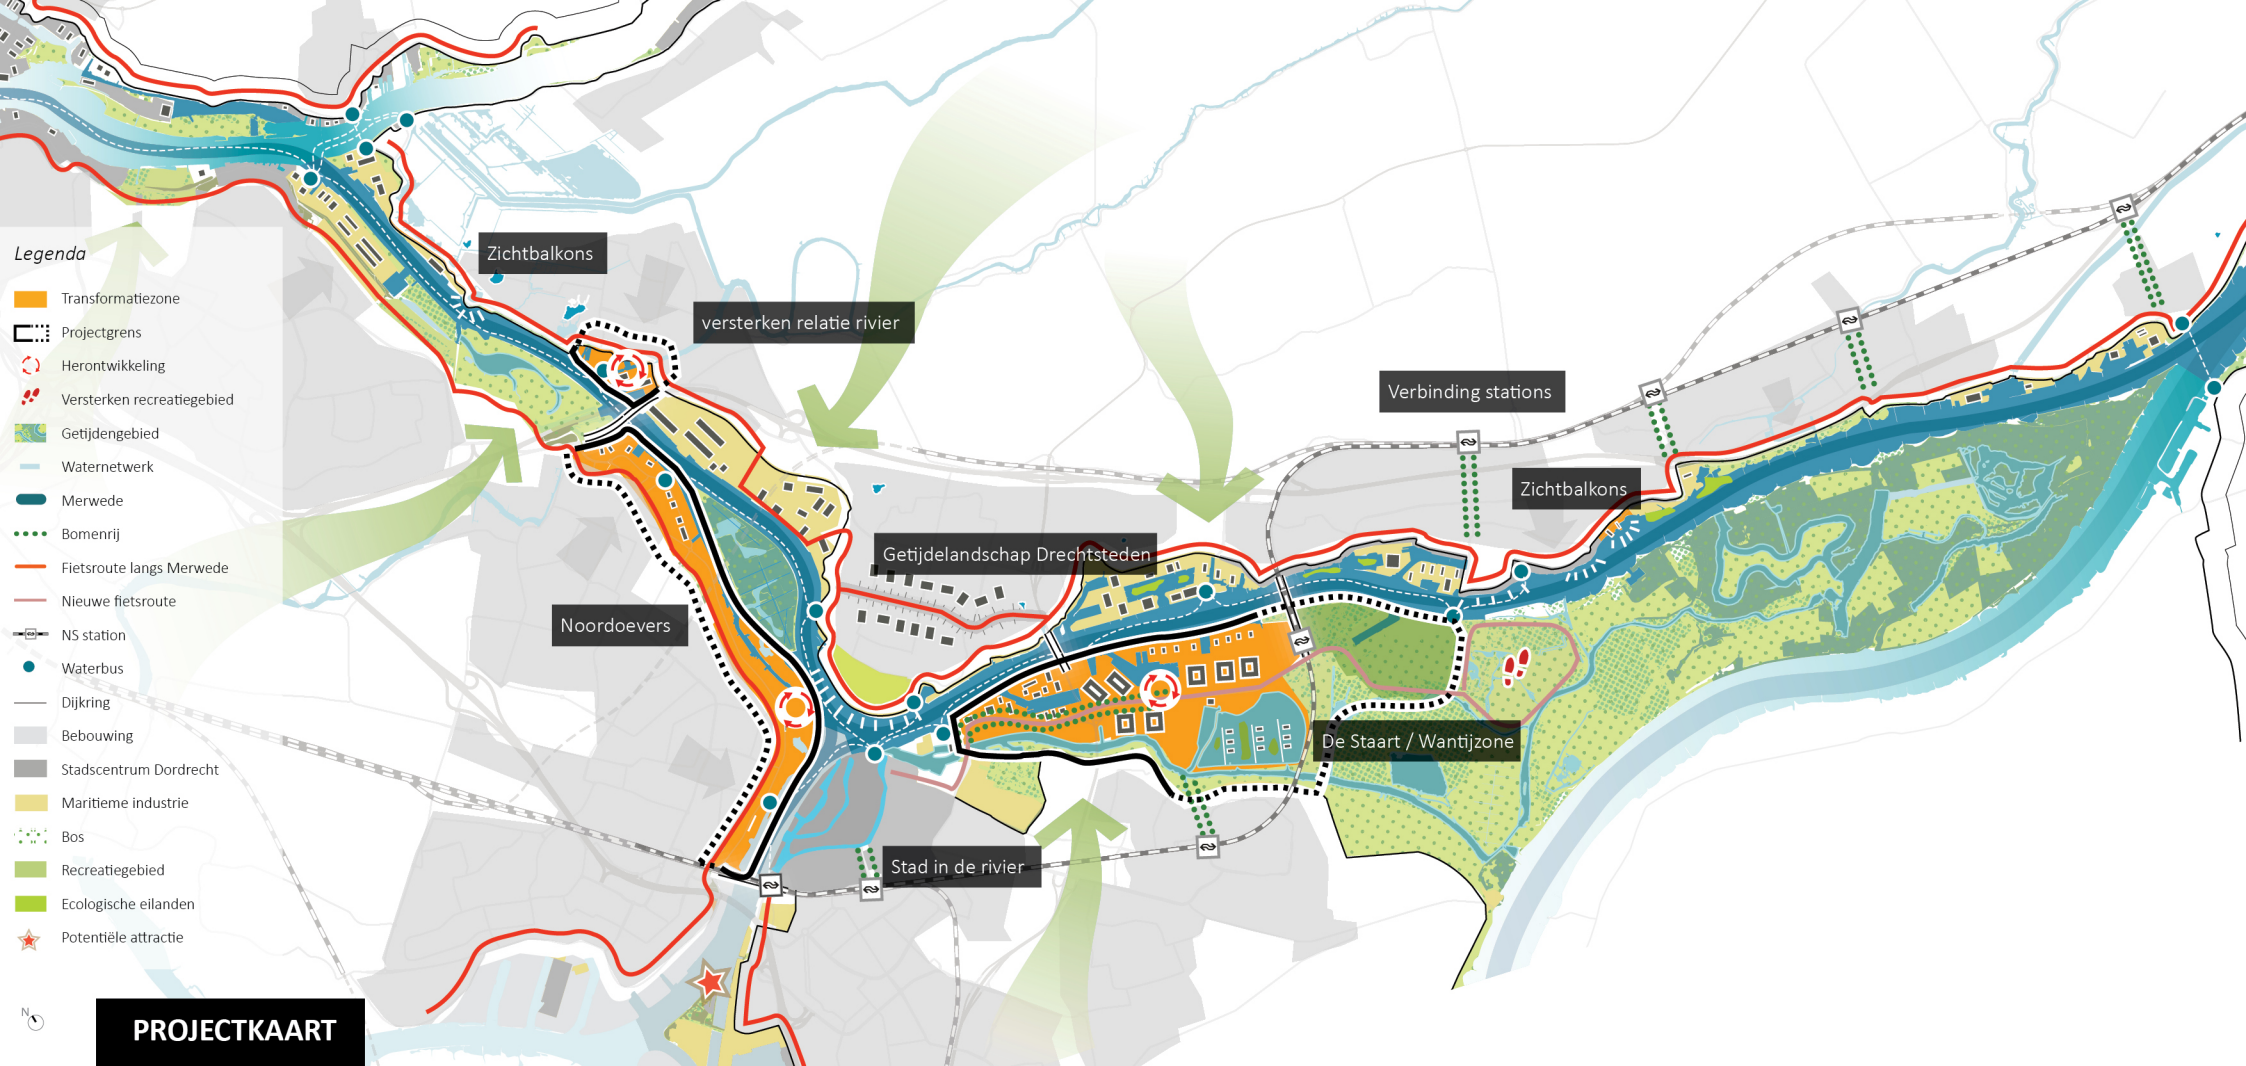 Legenda
Transformatiezone
Projectgrens
Herontwikkeling
Versterken recreatiegebied
Getijdengebied
Waternetwerk
Merwede
Bomenrij
Fietsroute langs Merwede
Nieuwe fietsroute
NS station
Waterbus
Dijkring
Bebouwing
Stadscentrum Dordrecht
Maritieme industrie
Bos
Recreatiegebied
Ecologische eilanden
Potentiële attractie
N
PROJECTKAART
Zichtbalkons
versterken relatie rivier
Verbinding stations
Zichtbalkons
Getijdelandschap Drechtsteden
Noordoevers
De Staart / Wantijzone
Stad in de rivier